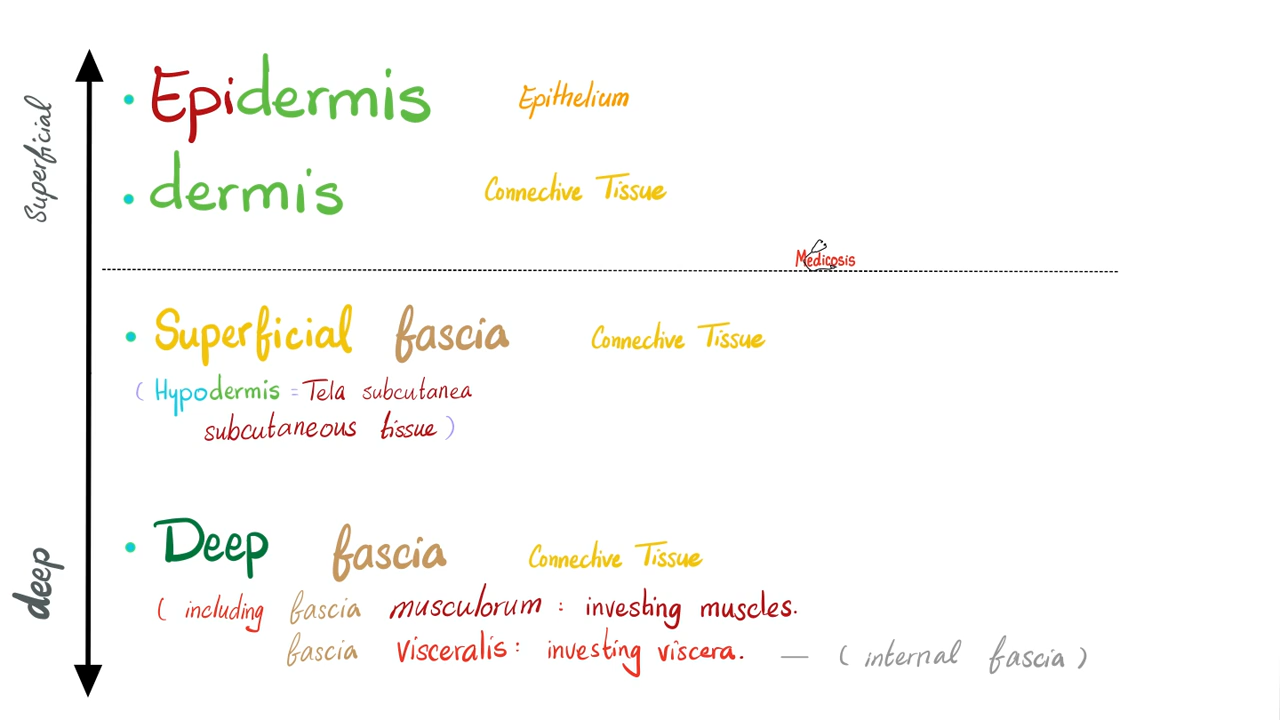 Superficial
• Epidermis Epithelium
• dermis Connective Tissue
Medicosis
• Superficial fascia Connective Tissue
( Hypodermis = Tela subcutanea
subcutaneous tissue )
deep
• Deep fascia Connective Tissue
( including fascia musculorum : investing muscles.
fascia visceralis : investing viscera. — ( internal fascia )